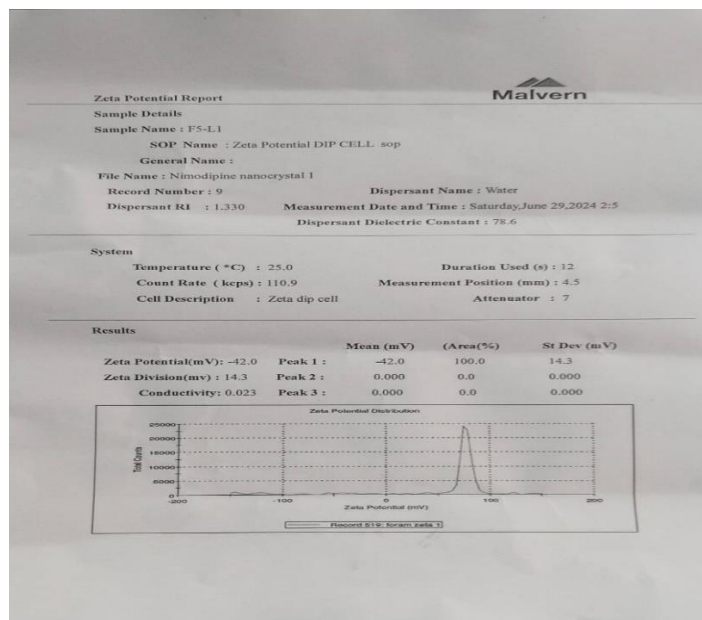 Malvern
Zeta Potential Report
Sample Details
Sample Name : F5-L1
SOP Name : Zeta Potential DIP CELL sop
General Name :
File Name : Nimodipine nanocrystal 1
Record Number : 9 Dispersant Name : Water
Dispersant RI : 1.330 Measurement Date and Time : Saturday,June 29,2024 2:5
Dispersant Dielectric Constant : 78.6
System
Temperature ( °C) : 25.0 Duration Used (s) : 12
Count Rate ( kcps) : 110.9 Measurement Position (mm) : 4.5
Cell Description : Zeta dip cell Attenuator : 7
Results
Mean (mV) (Area(%) St Dev (mV)
Zeta Potential(mV): -42.0 Peak 1 : -42.0 100.0 14.3
Zeta Division(mv) : 14.3 Peak 2 : 0.000 0.0 0.000
Conductivity: 0.023 Peak 3 : 0.000 0.0 0.000
Zeta Potential Distribution
Total Counts
25000
20000
15000
10000
5000
0
-200 -100 0 100 200
Zeta Potential (mV)
Record 519: foram zeta 1